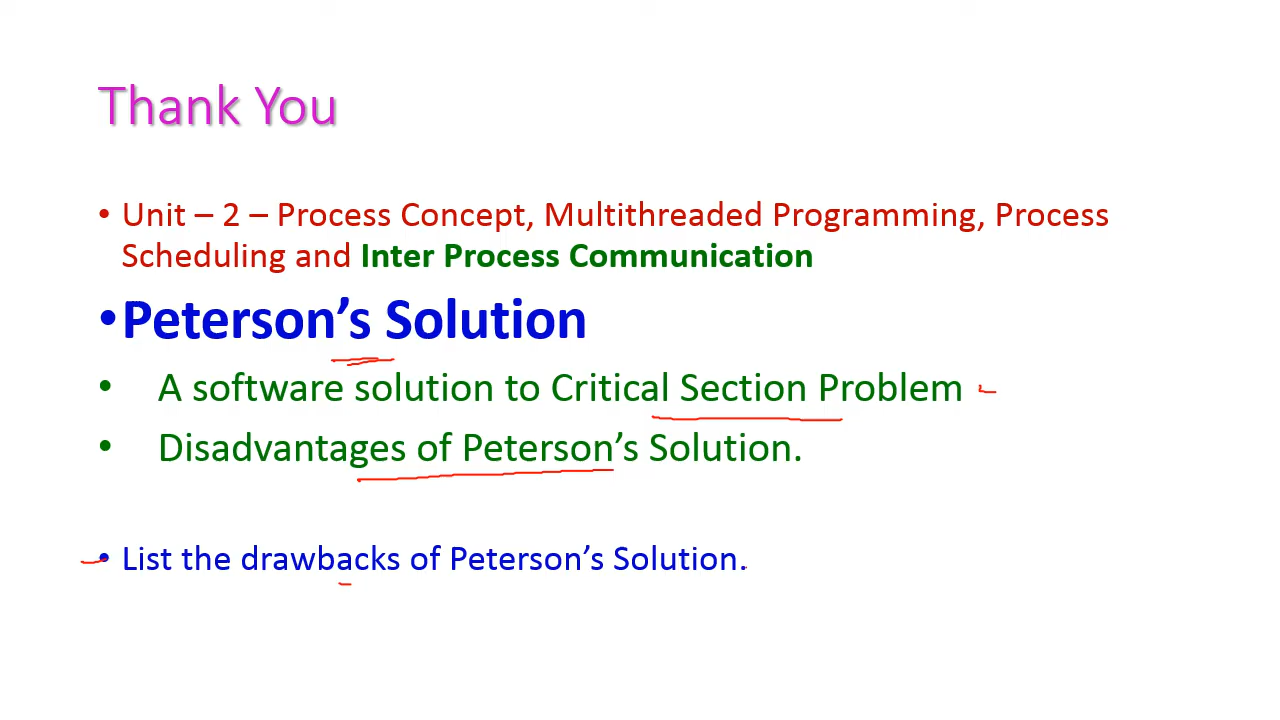 Thank You
• Unit – 2 – Process Concept, Multithreaded Programming, Process
Scheduling and Inter Process Communication
•Peterson’s Solution
• A software solution to Critical Section Problem
• Disadvantages of Peterson’s Solution.
• List the drawbacks of Peterson’s Solution.